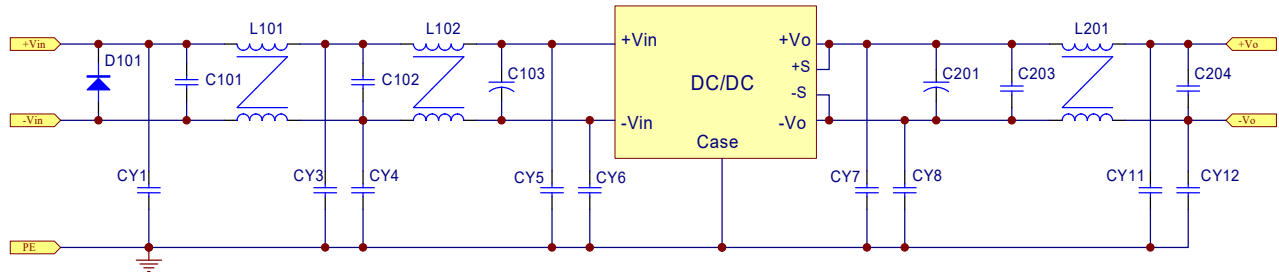 L101
L102
L201
+Vin
D101
+Vin
+Vo
+Vo
+S
C101
C102
C103
DC/DC
C201
C203
C204
-S
-Vin
-Vin
-Vo
-Vo
Case
CY1
CY3
CY4
CY5
CY6
CY7
CY8
CY11
CY12
PE